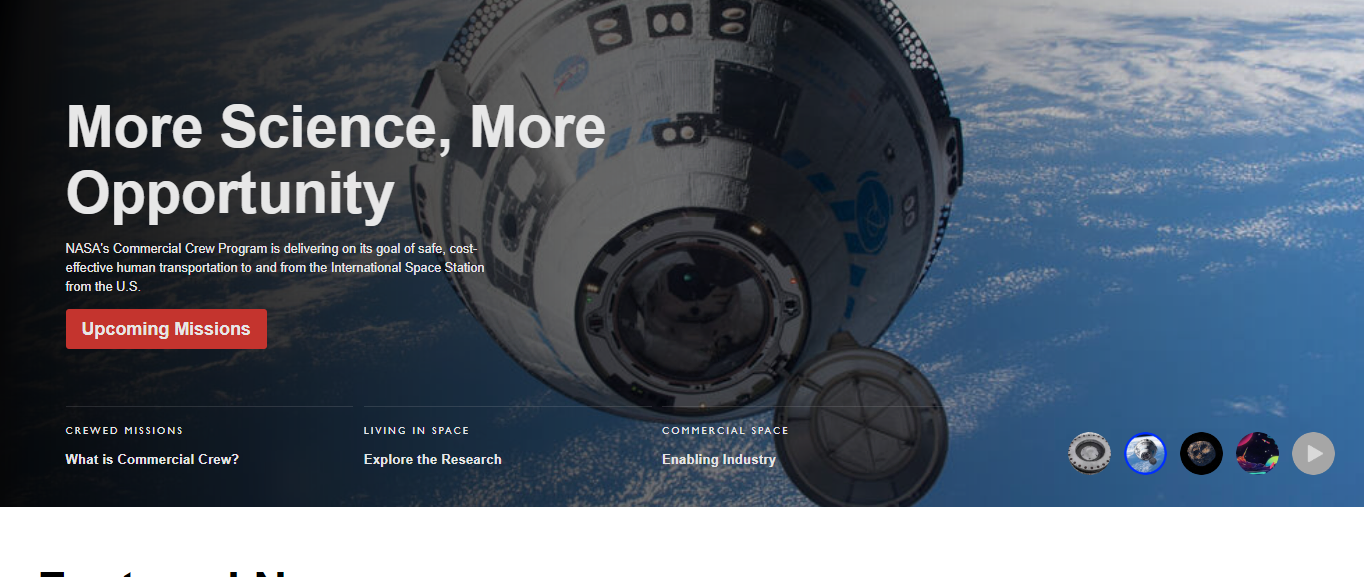 More Science, More
Opportunity
NASA's Commercial Crew Program is delivering on its goal of safe, cost-
effective human transportation to and from the International Space Station
from the U.S.
Upcoming Missions
CREWED MISSIONS
What is Commercial Crew?
LIVING IN SPACE
Explore the Research
COMMERCIAL SPACE
Enabling Industry
NASA